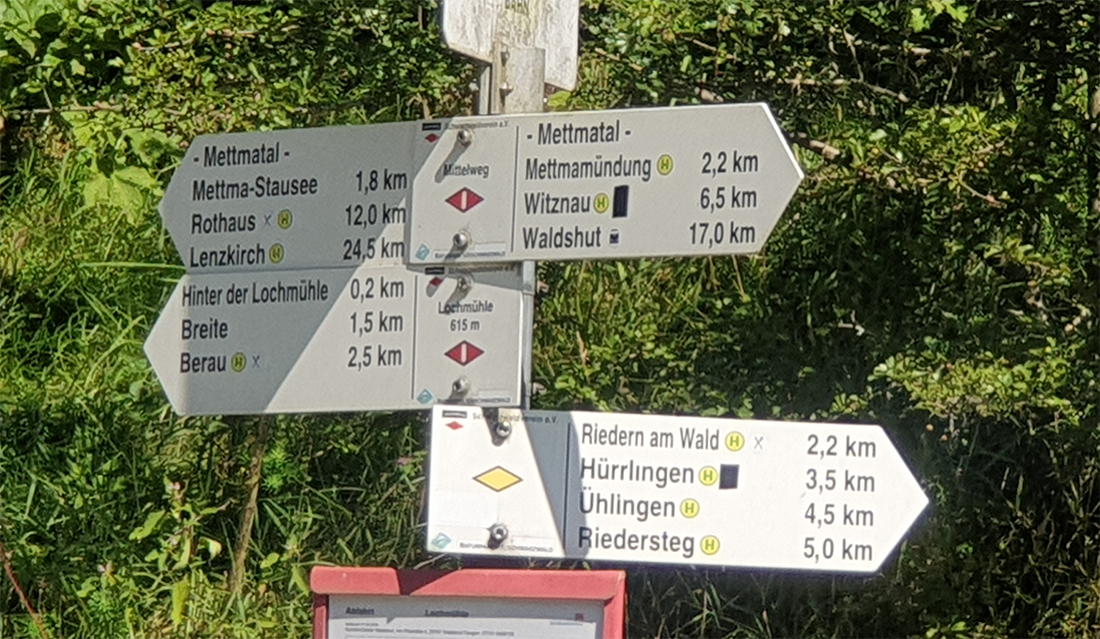 - Mettmatal -
Mettma-Stausee 1,8 km
Rothaus H 12,0 km
Lenzkirch H 24,5 km
Mittelweg
- Mettmatal -
Mettmamündung H 2,2 km
Witznau H 6,5 km
Waldshut 17,0 km
Hinter der Lochmühle 0,2 km
Breite 1,5 km
Berau H 2,5 km
Lochmühle
615 m
Riedern am Wald H 2,2 km
Hürrlingen H 3,5 km
Ühlingen H 4,5 km
Riedersteg H 5,0 km
Abfahrt Lochmühle